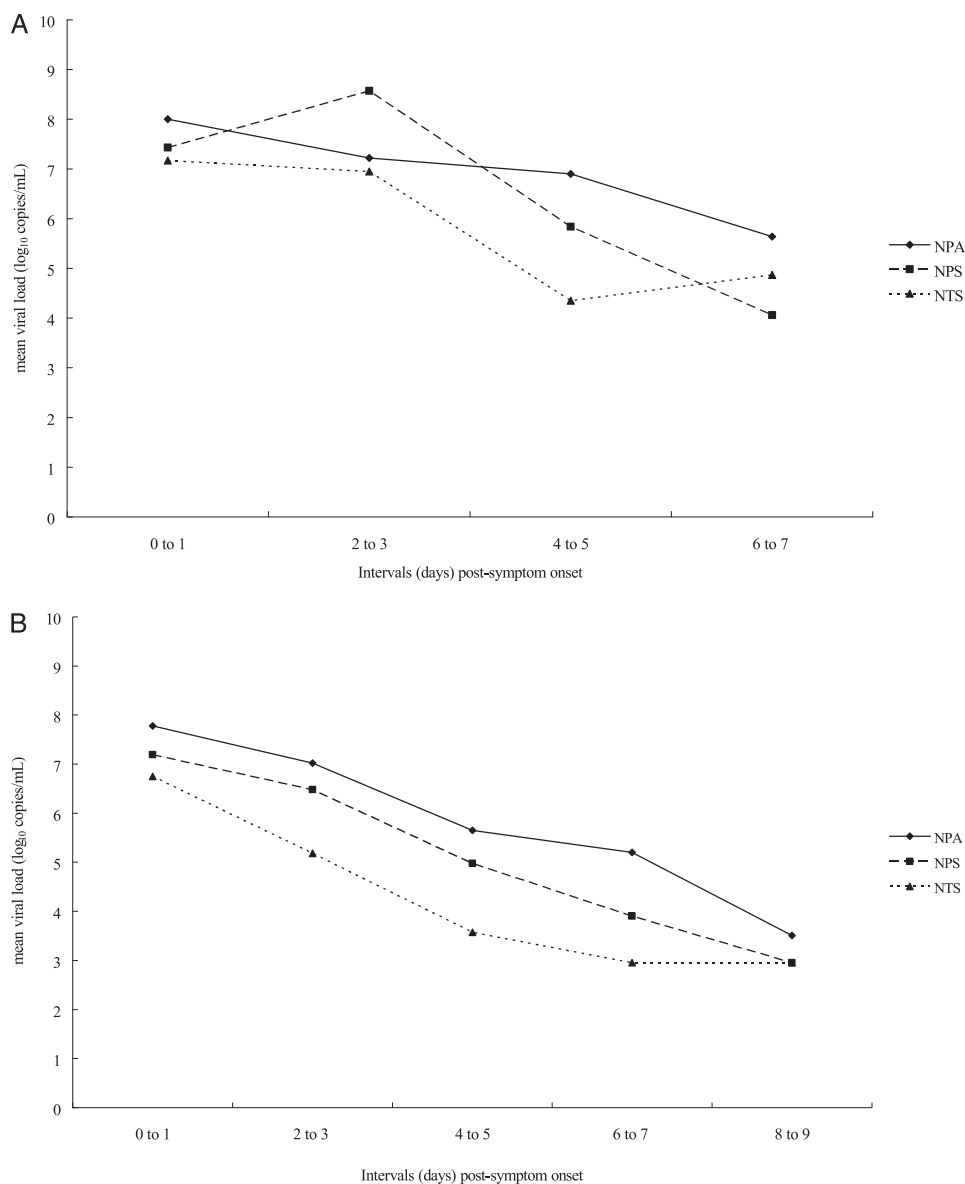 A
10
9
8
7
6
5
4
3
2
1
0
mean viral load (log₁₀ copies/mL)
0 to 1 2 to 3 4 to 5 6 to 7
Intervals (days) post-symptom onset
NPA
NPS
NTS
B
10
9
8
7
6
5
4
3
2
1
0
mean viral load (log₁₀ copies/mL)
0 to 1 2 to 3 4 to 5 6 to 7 8 to 9
Intervals (days) post-symptom onset
NPA
NPS
NTS